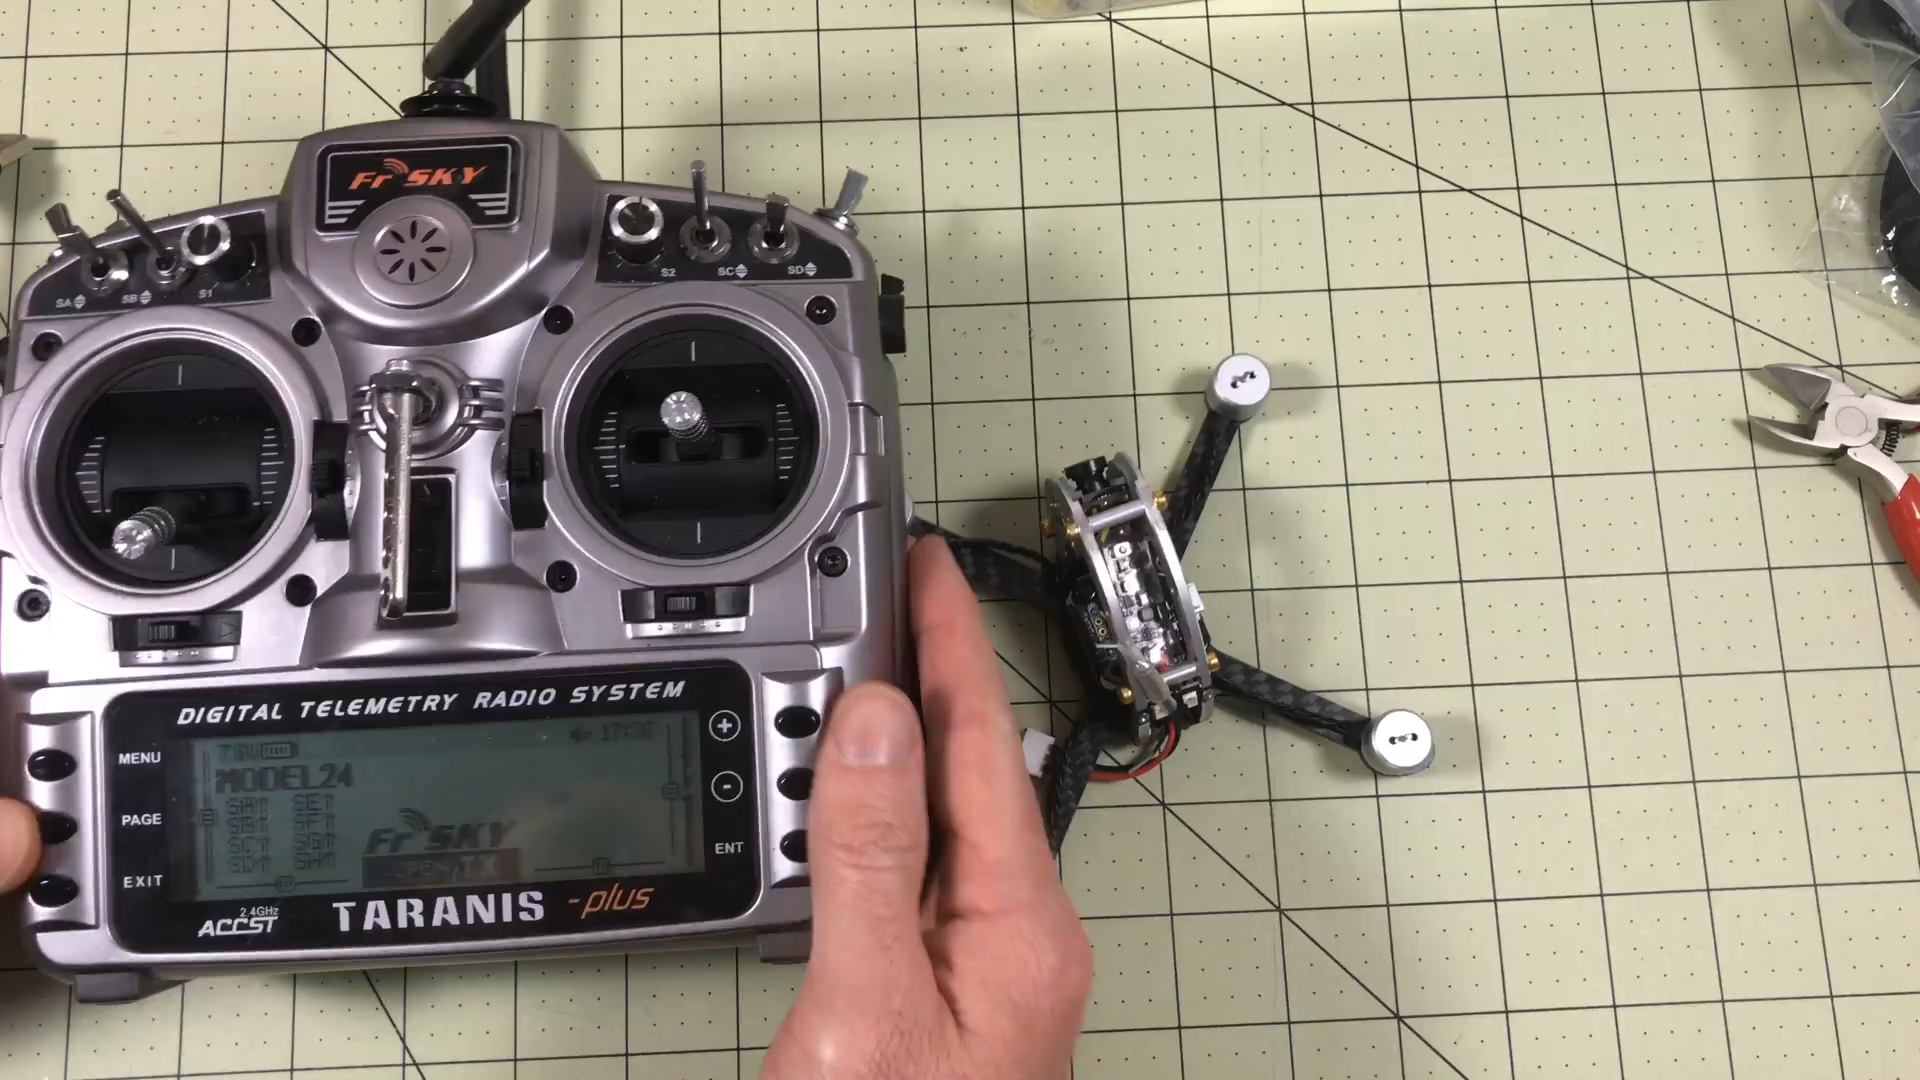 FrSKY
SA
SB
S1
S2
SC
SD
DIGITAL TELEMETRY RADIO SYSTEM
MENU
PAGE
EXIT
MODEL24
FrSKY
ENT
2.4GHz
ACCST
TARANIS -plus